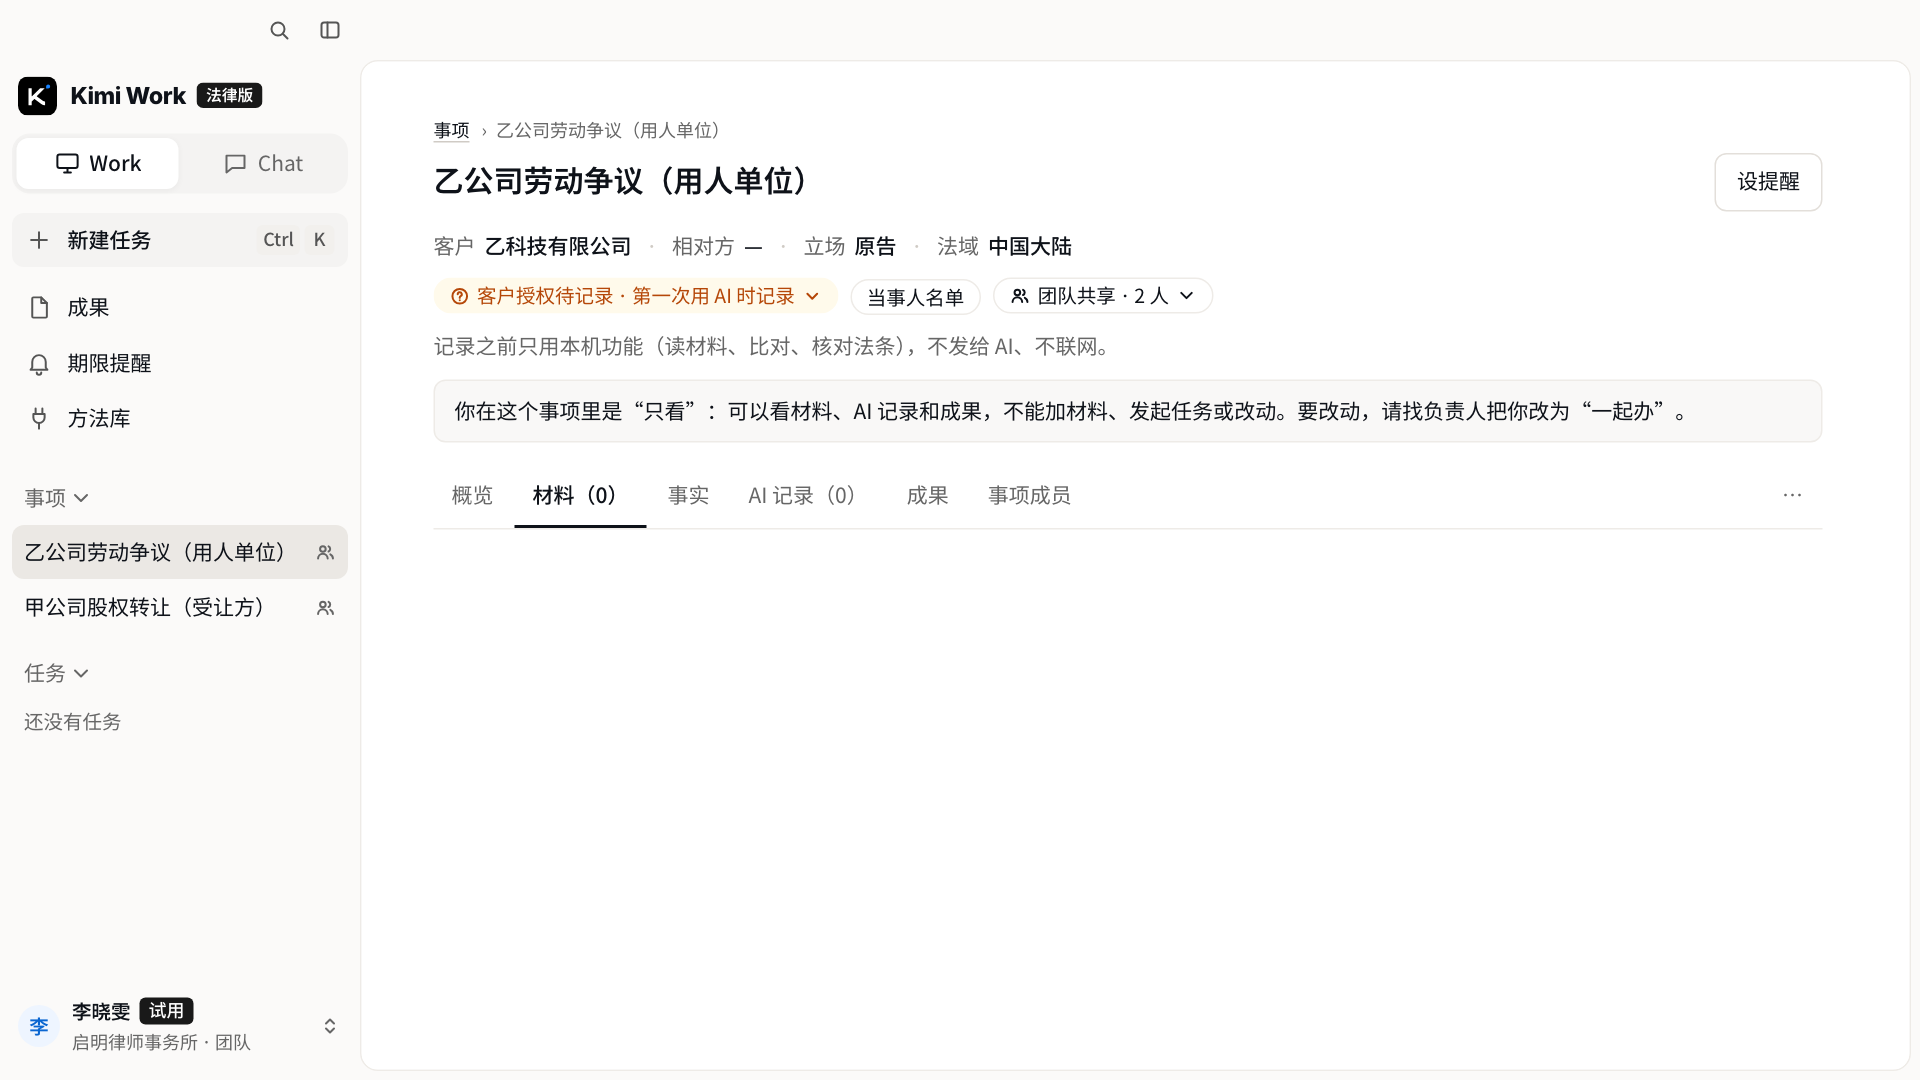 Kimi Work 法律版
Work
Chat
新建任务 Ctrl K
成果
期限提醒
方法库
事项
乙公司劳动争议（用人单位）
甲公司股权转让（受让方）
任务
还没有任务
李 李晓雯 试用
启明律师事务所 · 团队
事项 › 乙公司劳动争议（用人单位）
乙公司劳动争议（用人单位）
设提醒
客户 乙科技有限公司 · 相对方 — · 立场 原告 · 法域 中国大陆
客户授权待记录 · 第一次用 AI 时记录 当事人名单 团队共享 · 2 人
记录之前只用本机功能（读材料、比对、核对法条），不发给 AI、不联网。
你在这个事项里是“只看”：可以看材料、AI 记录和成果，不能加材料、发起任务或改动。要改动，请找负责人把你改为“一起办”。
概览 材料（0） 事实 AI 记录（0） 成果 事项成员 ···